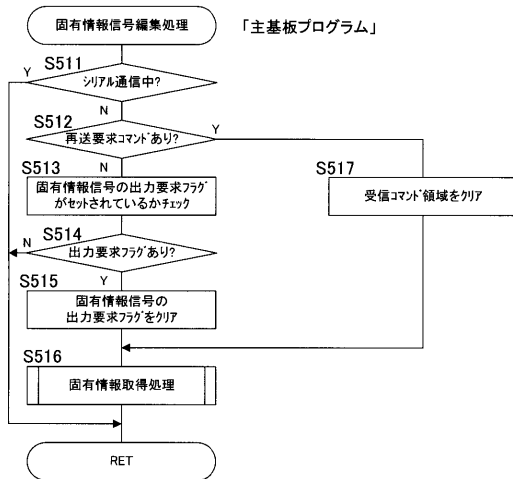 固有情報信号編集処理
「主基板プログラム」
S511
Y
シリアル通信中?
N
S512
再送要求コマンドあり?
Y
N
S513
固有情報信号の出力要求フラグ
がセットされているかチェック
S517
受信コマンド領域をクリア
S514
N
出力要求フラグあり?
Y
S515
固有情報信号の
出力要求フラグをクリア
S516
固有情報取得処理
RET